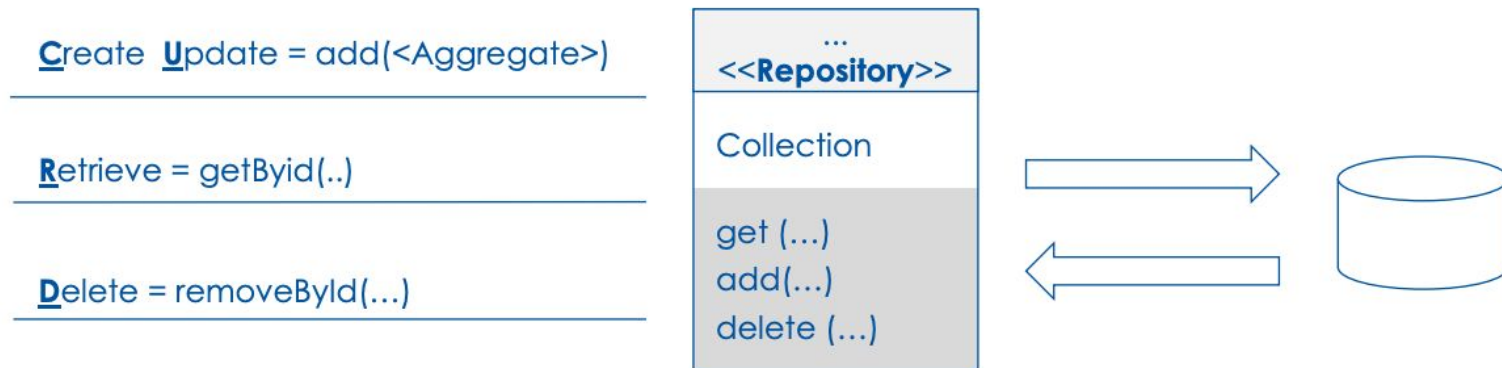 Create Update = add(<Aggregate>)
Retrieve = getByid(..)
Delete = removeById(...)
...
<<Repository>>
Collection
get (...)
add(...)
delete (...)